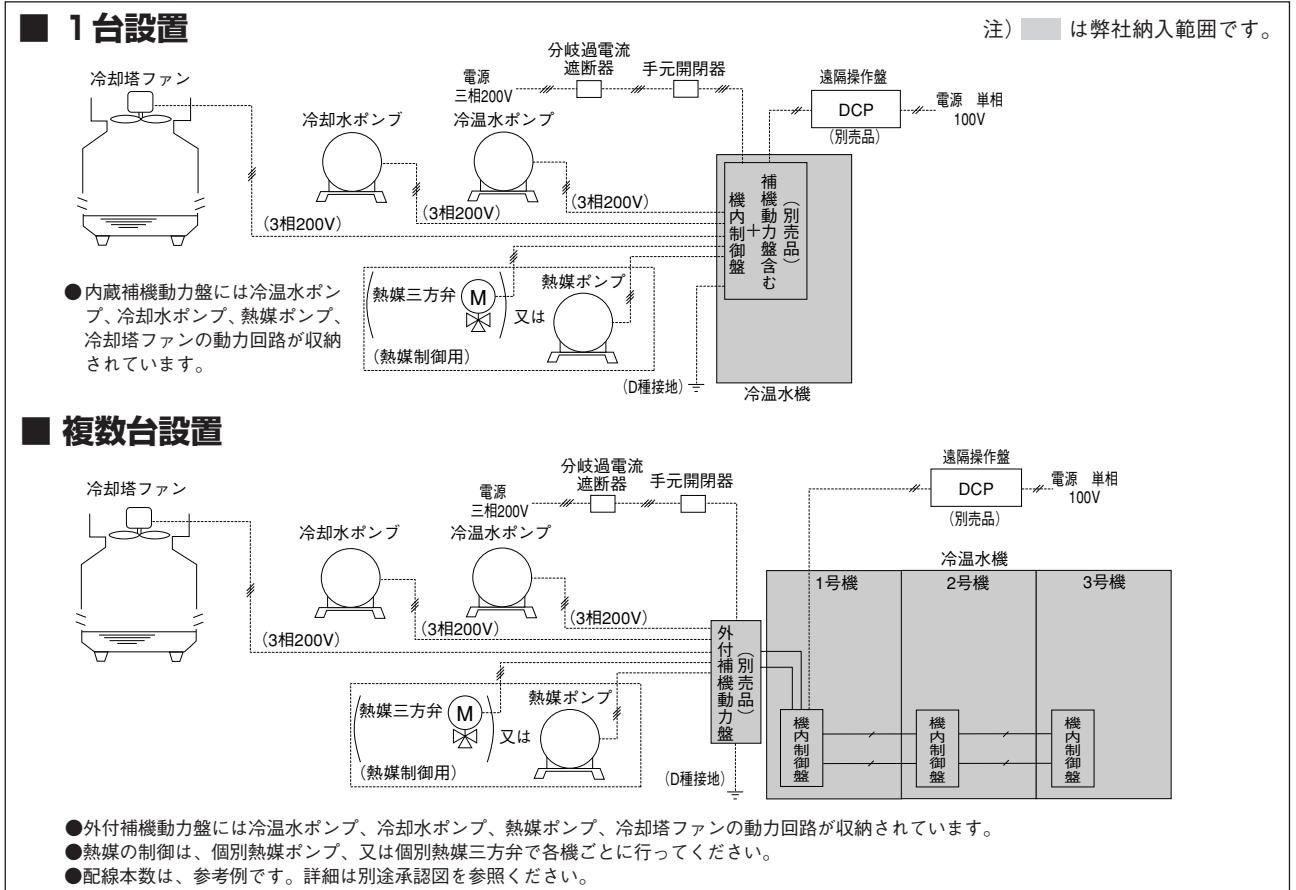 ■ 1台設置
注） は弊社納入範囲です。
冷却塔ファン
電源
三相200V
分岐過電流
遮断器
手元開閉器
遠隔操作盤
DCP
（別売品）
電源 単相
100V
冷却水ポンプ
冷温水ポンプ
（3相200V）
（3相200V）
（3相200V）
機内制御盤
＋
補機動力盤含む
（別売品）
●内蔵補機動力盤には冷温水ポン
プ、冷却水ポンプ、熱媒ポンプ、
冷却塔ファンの動力回路が収納
されています。
熱媒三方弁
M
又は
熱媒ポンプ
（熱媒制御用）
（D種接地）
冷温水機
■ 複数台設置
冷却塔ファン
電源
三相200V
分岐過電流
遮断器
手元開閉器
遠隔操作盤
DCP
（別売品）
電源 単相
100V
冷却水ポンプ
冷温水ポンプ
冷温水機
1号機
2号機
3号機
（3相200V）
（3相200V）
（3相200V）
外付補機動力盤
（別売品）
熱媒三方弁
M
又は
熱媒ポンプ
（熱媒制御用）
（D種接地）
機内制御盤
機内制御盤
機内制御盤
●外付補機動力盤には冷温水ポンプ、冷却水ポンプ、熱媒ポンプ、冷却塔ファンの動力回路が収納されています。
●熱媒の制御は、個別熱媒ポンプ、又は個別熱媒三方弁で各機ごとに行ってください。
●配線本数は、参考例です。詳細は別途承認図を参照ください。